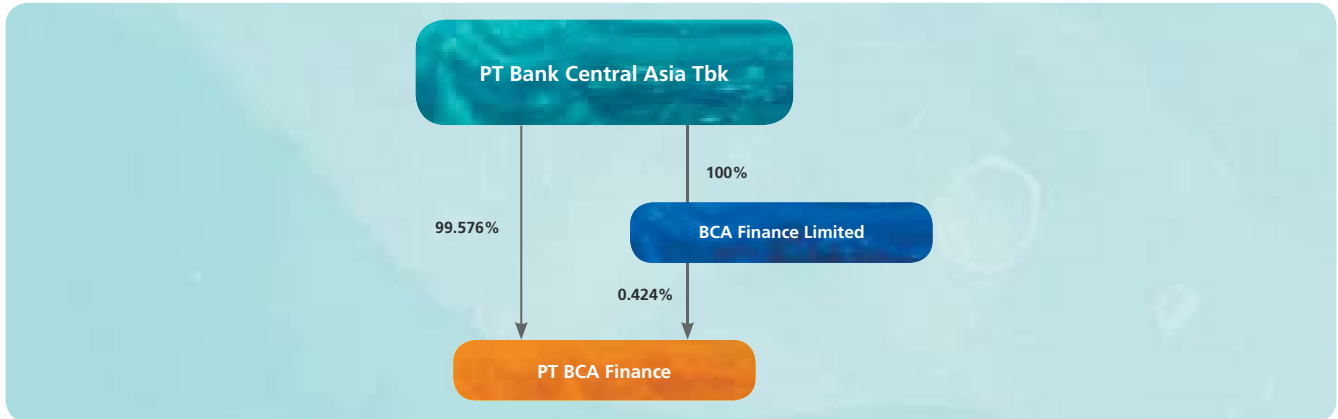 PT Bank Central Asia Tbk
100%
99.576%
BCA Finance Limited
0.424%
PT BCA Finance